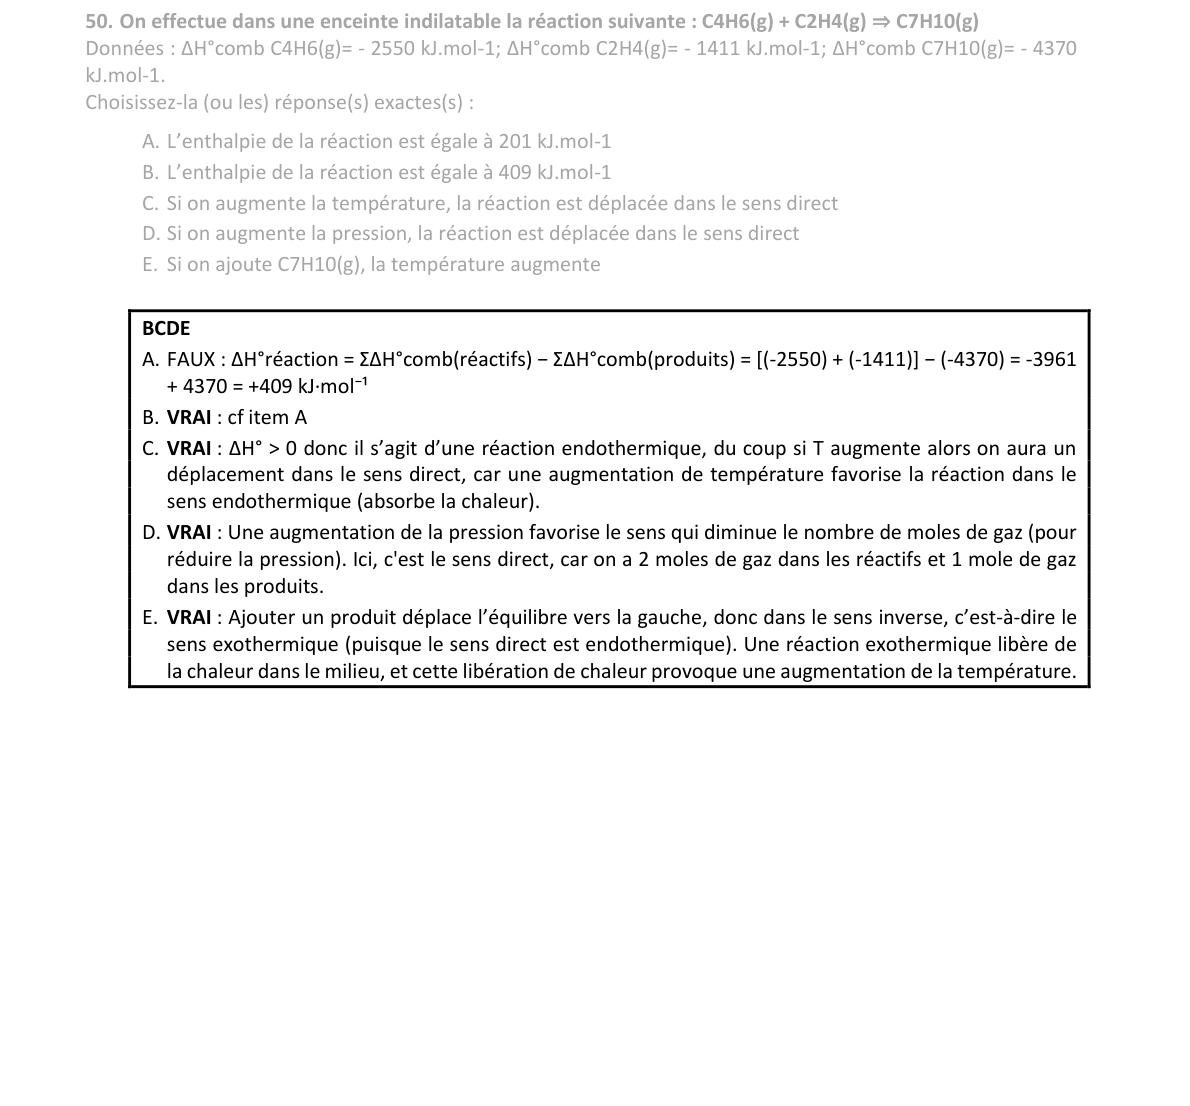 50. On effectue dans une enceinte indilatable la réaction suivante : C4H6(g) + C2H4(g) ⇒ C7H10(g)
Données : ΔH°comb C4H6(g)= - 2550 kJ.mol-1; ΔH°comb C2H4(g)= - 1411 kJ.mol-1; ΔH°comb C7H10(g)= - 4370
kJ.mol-1.
Choisissez-la (ou les) réponse(s) exactes(s) :
A. L’enthalpie de la réaction est égale à 201 kJ.mol-1
B. L’enthalpie de la réaction est égale à 409 kJ.mol-1
C. Si on augmente la température, la réaction est déplacée dans le sens direct
D. Si on augmente la pression, la réaction est déplacée dans le sens direct
E. Si on ajoute C7H10(g), la température augmente
BCDE
A. FAUX : ΔH°réaction = ΣΔH°comb(réactifs) − ΣΔH°comb(produits) = [(-2550) + (-1411)] − (-4370) = -3961
+ 4370 = +409 kJ·mol⁻¹
B. VRAI : cf item A
C. VRAI : ΔH° > 0 donc il s’agit d’une réaction endothermique, du coup si T augmente alors on aura un
déplacement dans le sens direct, car une augmentation de température favorise la réaction dans le
sens endothermique (absorbe la chaleur).
D. VRAI : Une augmentation de la pression favorise le sens qui diminue le nombre de moles de gaz (pour
réduire la pression). Ici, c'est le sens direct, car on a 2 moles de gaz dans les réactifs et 1 mole de gaz
dans les produits.
E. VRAI : Ajouter un produit déplace l’équilibre vers la gauche, donc dans le sens inverse, c’est-à-dire le
sens exothermique (puisque le sens direct est endothermique). Une réaction exothermique libère de
la chaleur dans le milieu, et cette libération de chaleur provoque une augmentation de la température.